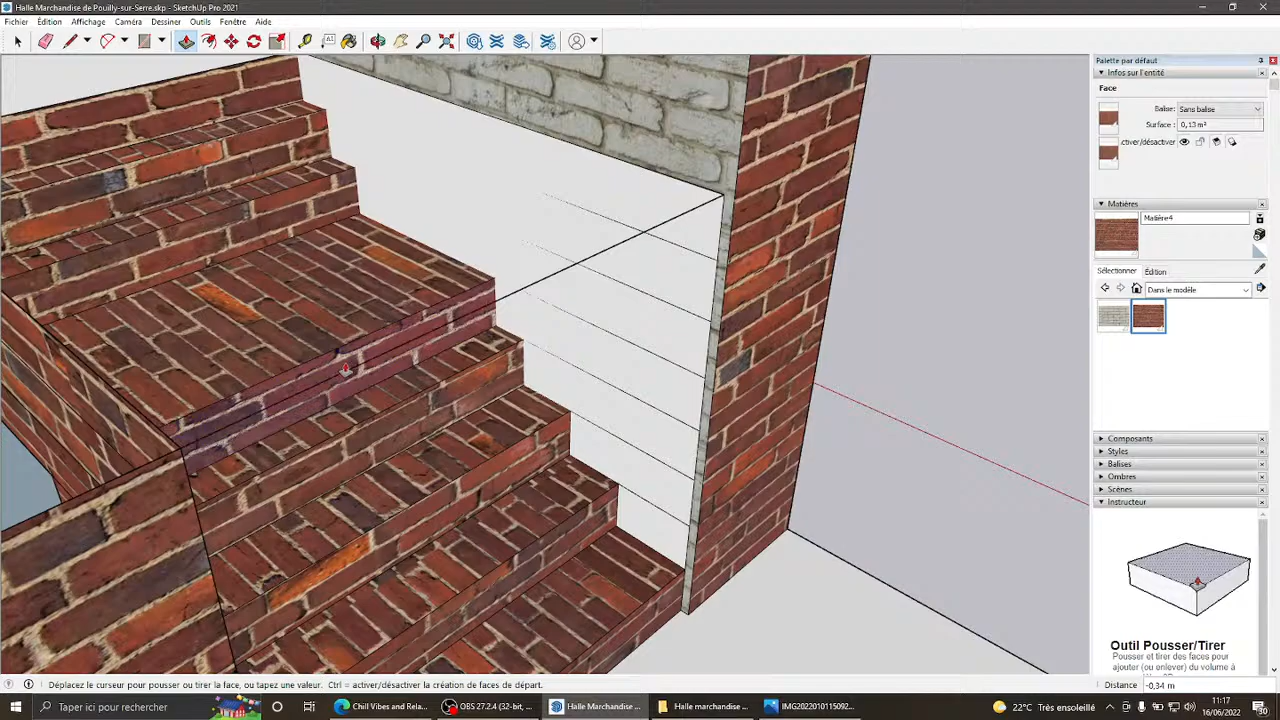 Halle Marchandise de Pouilly-sur-Serre.skp - SketchUp Pro 2021
Fichier Édition Affichage Caméra Dessiner Outils Fenêtre Aide
Palette par défaut
Infos sur l'entité
Face
Balise: Sans balise
Surface : 0,13 m²
:ctiver/désactiver
Matières
Matière4
Sélectionner Édition
Dans le modèle
Composants
Styles
Balises
Ombres
Scènes
Instructeur
Outil Pousser/Tirer
Pousser et tirer des faces pour
ajouter (ou enlever) du volume à
Déplacez le curseur pour pousser ou tirer la face, ou tapez une valeur. Ctrl = activer/désactiver la création de faces de départ.
Distance -0,34 m
Taper ici pour rechercher
Chill Vibes and Rela...
OBS 27.2.4 (32-bit, ...
Halle Marchandise ...
Halle marchandise ...
IMG2022010115092...
22°C Très ensoleillé
11:17
16/06/2022